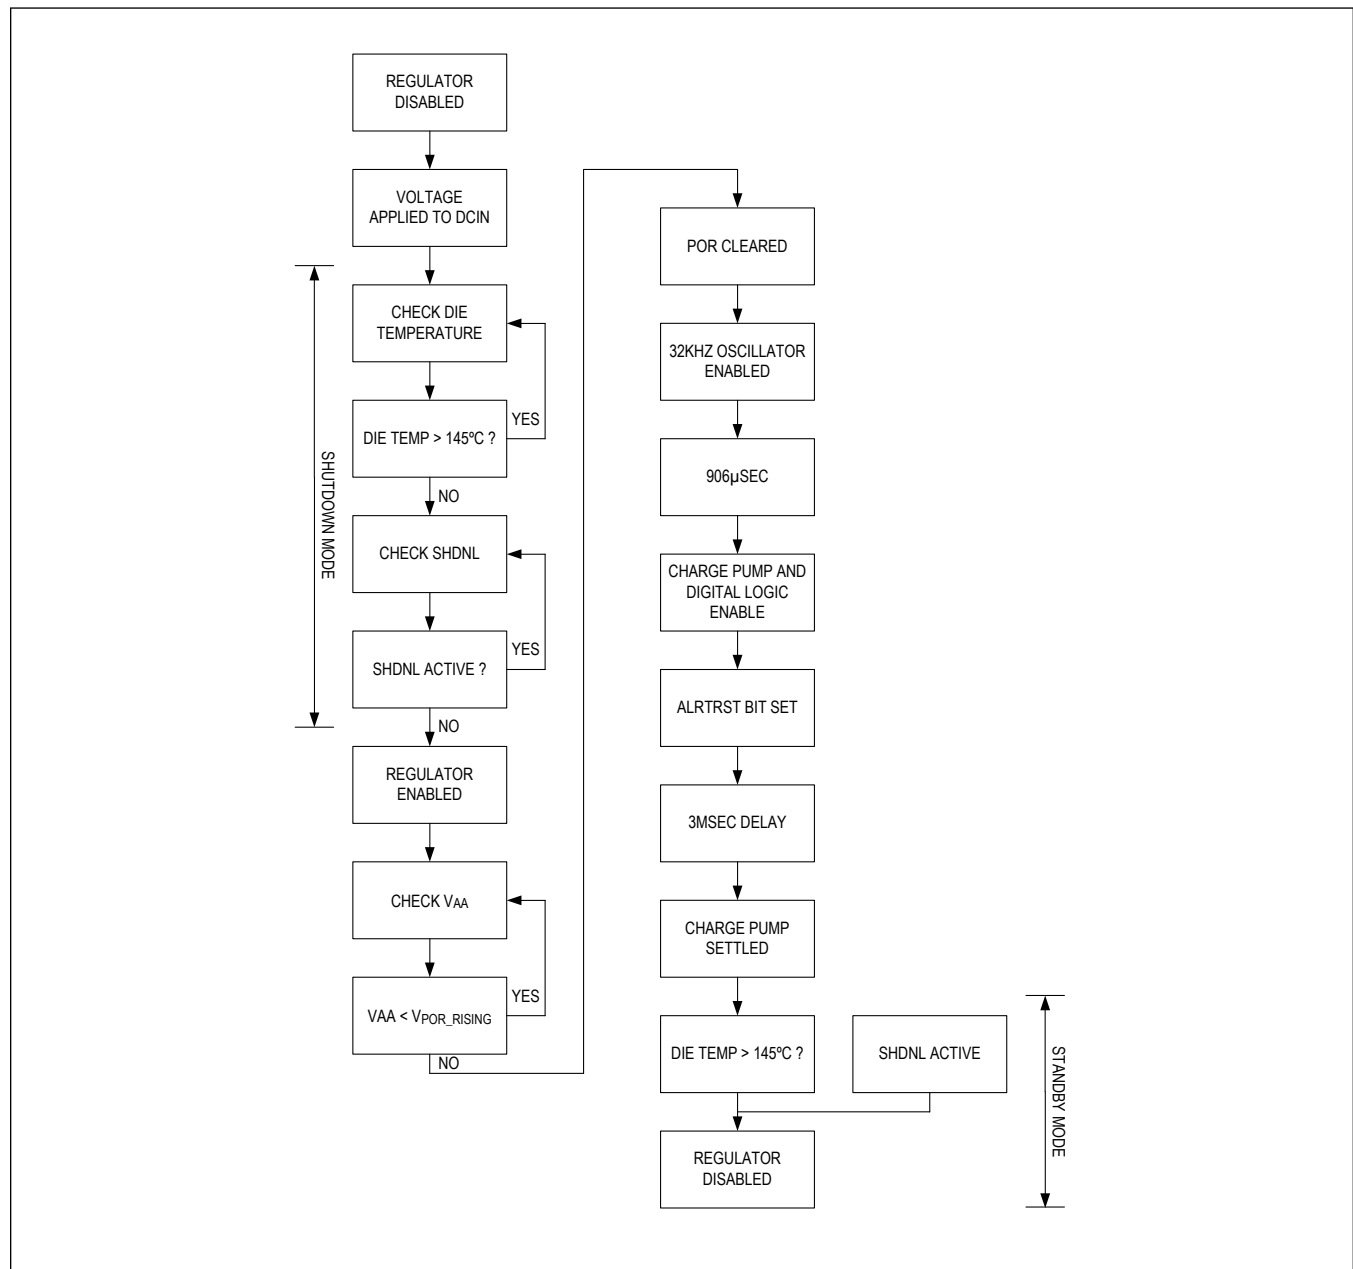 REGULATOR
DISABLED
VOLTAGE
APPLIED TO DCIN
CHECK DIE
TEMPERATURE
DIE TEMP > 145ºC ?
YES
NO
CHECK SHDNL
SHDNL ACTIVE ?
YES
NO
SHUTDOWN MODE
REGULATOR
ENABLED
CHECK VAA
VAA < VPOR_RISING
YES
NO
POR CLEARED
32KHZ OSCILLATOR
ENABLED
906µSEC
CHARGE PUMP AND
DIGITAL LOGIC
ENABLE
ALRTRST BIT SET
3MSEC DELAY
CHARGE PUMP
SETTLED
DIE TEMP > 145ºC ?
SHDNL ACTIVE
REGULATOR
DISABLED
STANDBY MODE